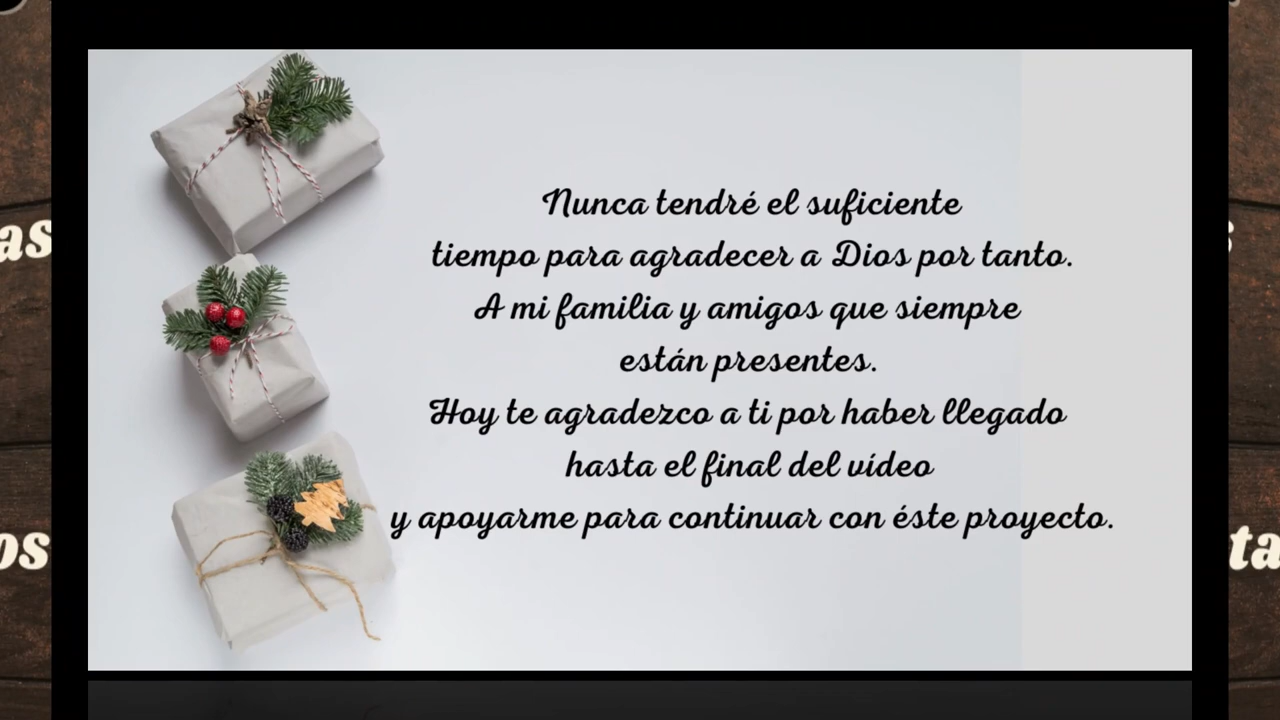 Nunca tendré el suficiente
tiempo para agradecer a Dios por tanto.
A mi familia y amigos que siempre
están presentes.
Hoy te agradezco a ti por haber llegado
hasta el final del vídeo
y apoyarme para continuar con éste proyecto.